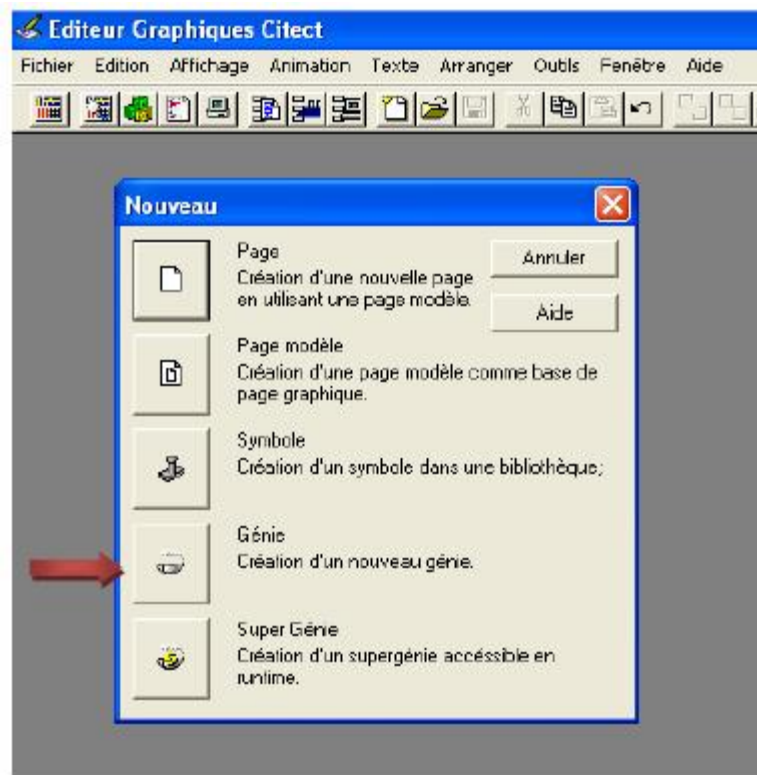 Editeur Graphiques Citect
Fichier Edition Affichage Animation Texte Arranger Outils Fenêtre Aide
Nouveau
Page
Création d'une nouvelle page
en utilisant une page modèle.
Annuler
Aide
Page modèle
Création d'une page modèle comme base de
page graphique.
Symbole
Création d'un symbole dans une bibliothèque;
Génie
Création d'un nouveau génie.
Super Génie
Création d'un supergénie accéssible en
runtime.